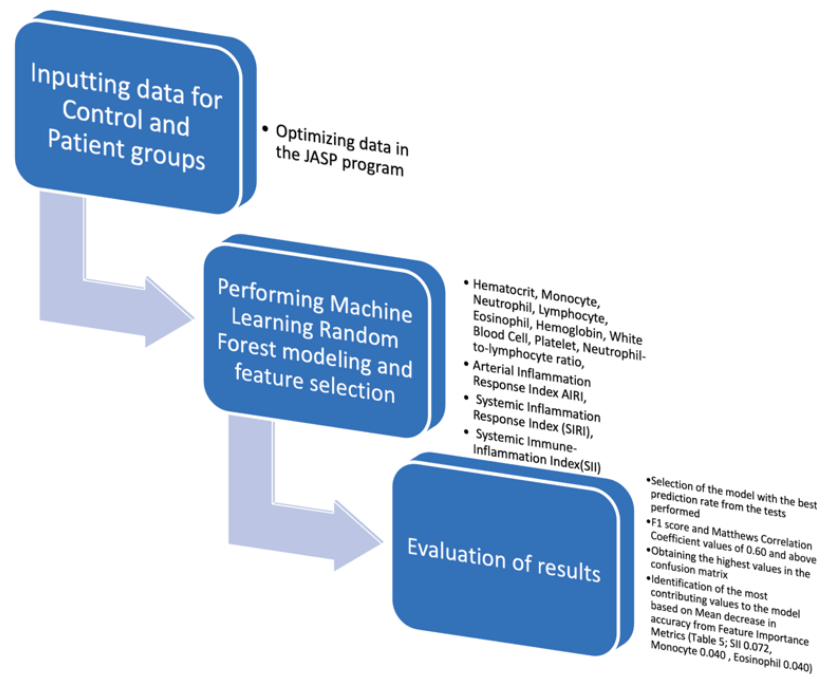 Inputting data for
Control and
Patient groups
• Optimizing data in
the JASP program
Performing Machine
Learning Random
Forest modeling and
feature selection
• Hematocrit, Monocyte,
Neutrophil, Lymphocyte,
Eosinophil, Hemoglobin, White
Blood Cell, Platelet, Neutrophil-
to-lymphocyte ratio,
• Arterial Inflammation
Response Index AIRI,
• Systemic Inflammation
Response Index (SIRI),
• Systemic Immune-
Inflammation Index(SII)
Evaluation of results
•Selection of the model with the best
prediction rate from the tests
performed
•F1 score and Matthews Correlation
Coefficient values of 0.60 and above
•Obtaining the highest values in the
confusion matrix
•Identification of the most
contributing values to the model
based on Mean decrease in
accuracy from Feature Importance
Metrics (Table 5; SII 0.072,
Monocyte 0.040 , Eosinophil 0.040)